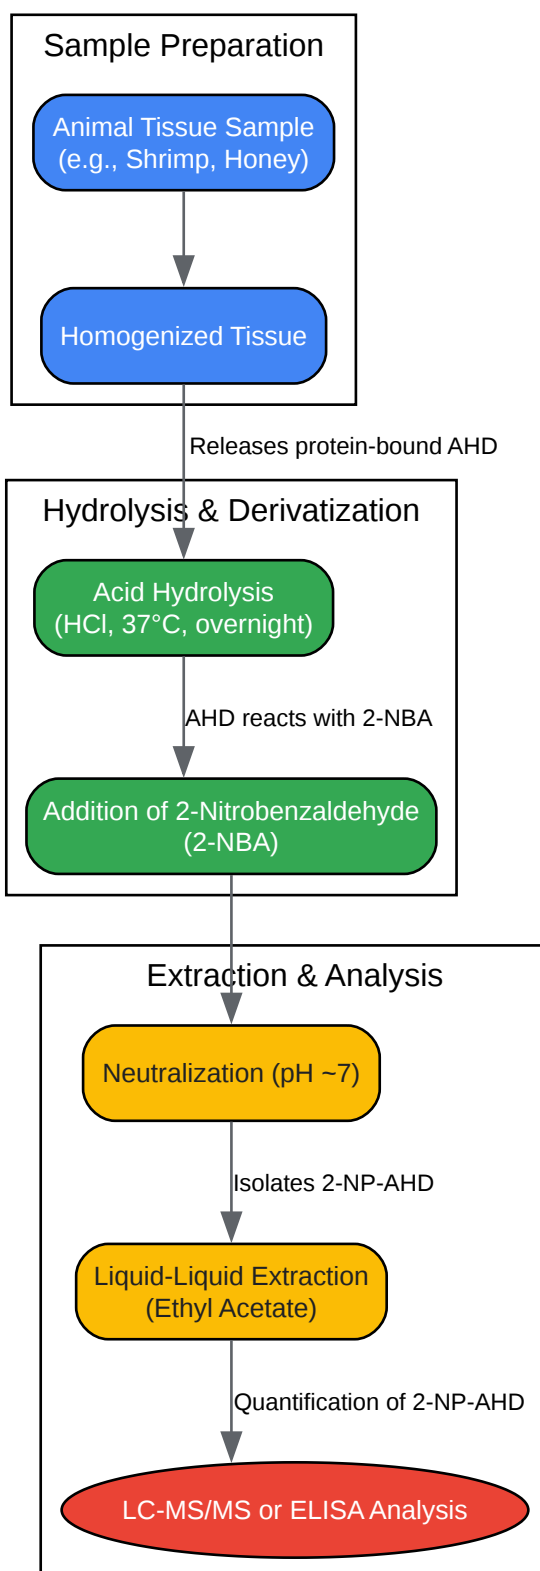 Sample Preparation
Animal Tissue Sample
(e.g., Shrimp, Honey)
Homogenized Tissue
Releases protein-bound AHD
Hydrolysis & Derivatization
Acid Hydrolysis
(HCl, 37°C, overnight)
AHD reacts with 2-NBA
Addition of 2-Nitrobenzaldehyde
(2-NBA)
Extraction & Analysis
Neutralization (pH ~7)
Isolates 2-NP-AHD
Liquid-Liquid Extraction
(Ethyl Acetate)
Quantification of 2-NP-AHD
LC-MS/MS or ELISA Analysis